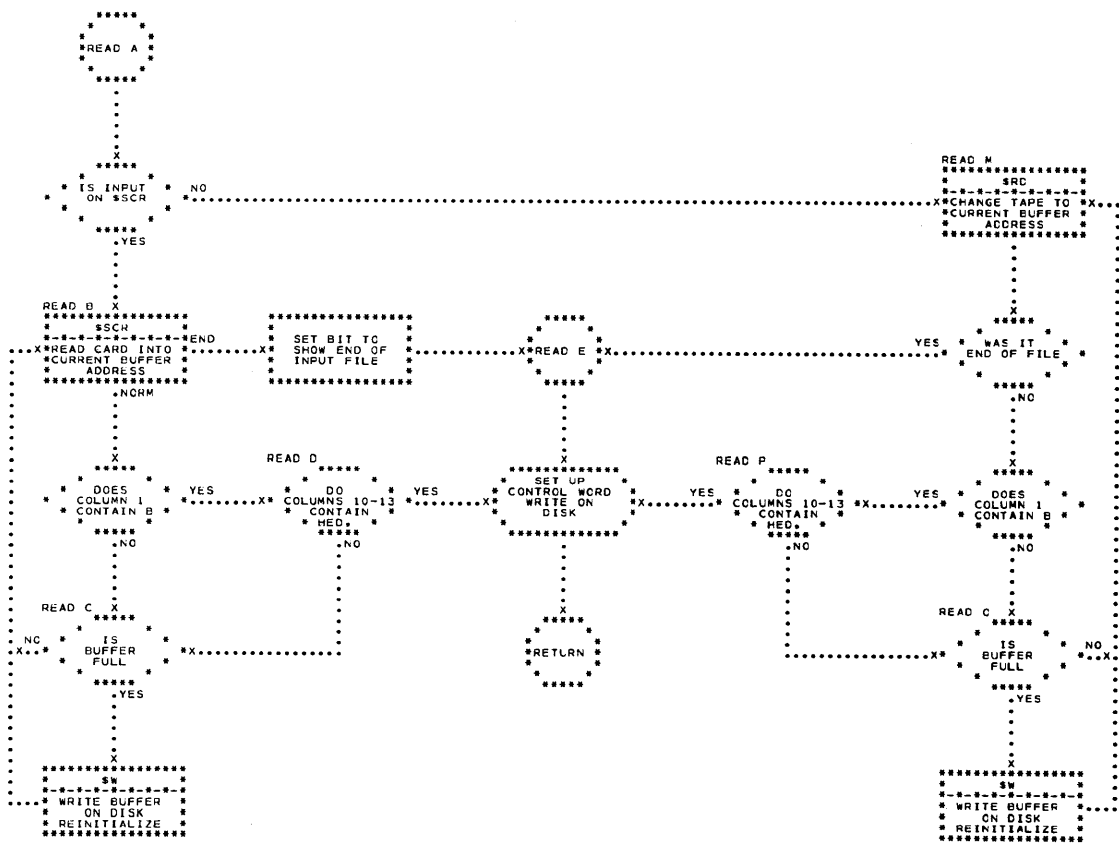 READ A
IS INPUT
ON $SCR
NO
YES
READ M
$RD
CHANGE TAPE TO
CURRENT BUFFER
ADDRESS
READ B
$SCR
READ CARD INTO
CURRENT BUFFER
ADDRESS
END
NORM
SET BIT TO
SHOW END OF
INPUT FILE
READ E
YES
WAS IT
END OF FILE
NO
DOES
COLUMN 1
CONTAIN B
YES
NO
READ D
DO
COLUMNS 10-13
CONTAIN
HED.
YES
NO
SET UP
CONTROL WORD
WRITE ON
DISK
YES
READ P
DO
COLUMNS 10-13
CONTAIN
HED.
NO
YES
DOES
COLUMN 1
CONTAIN B
NO
READ C
NO
IS
BUFFER
FULL
YES
RETURN
READ O
IS
BUFFER
FULL
NO
YES
$W
WRITE BUFFER
ON DISK
REINITIALIZE
$W
WRITE BUFFER
ON DISK
REINITIALIZE